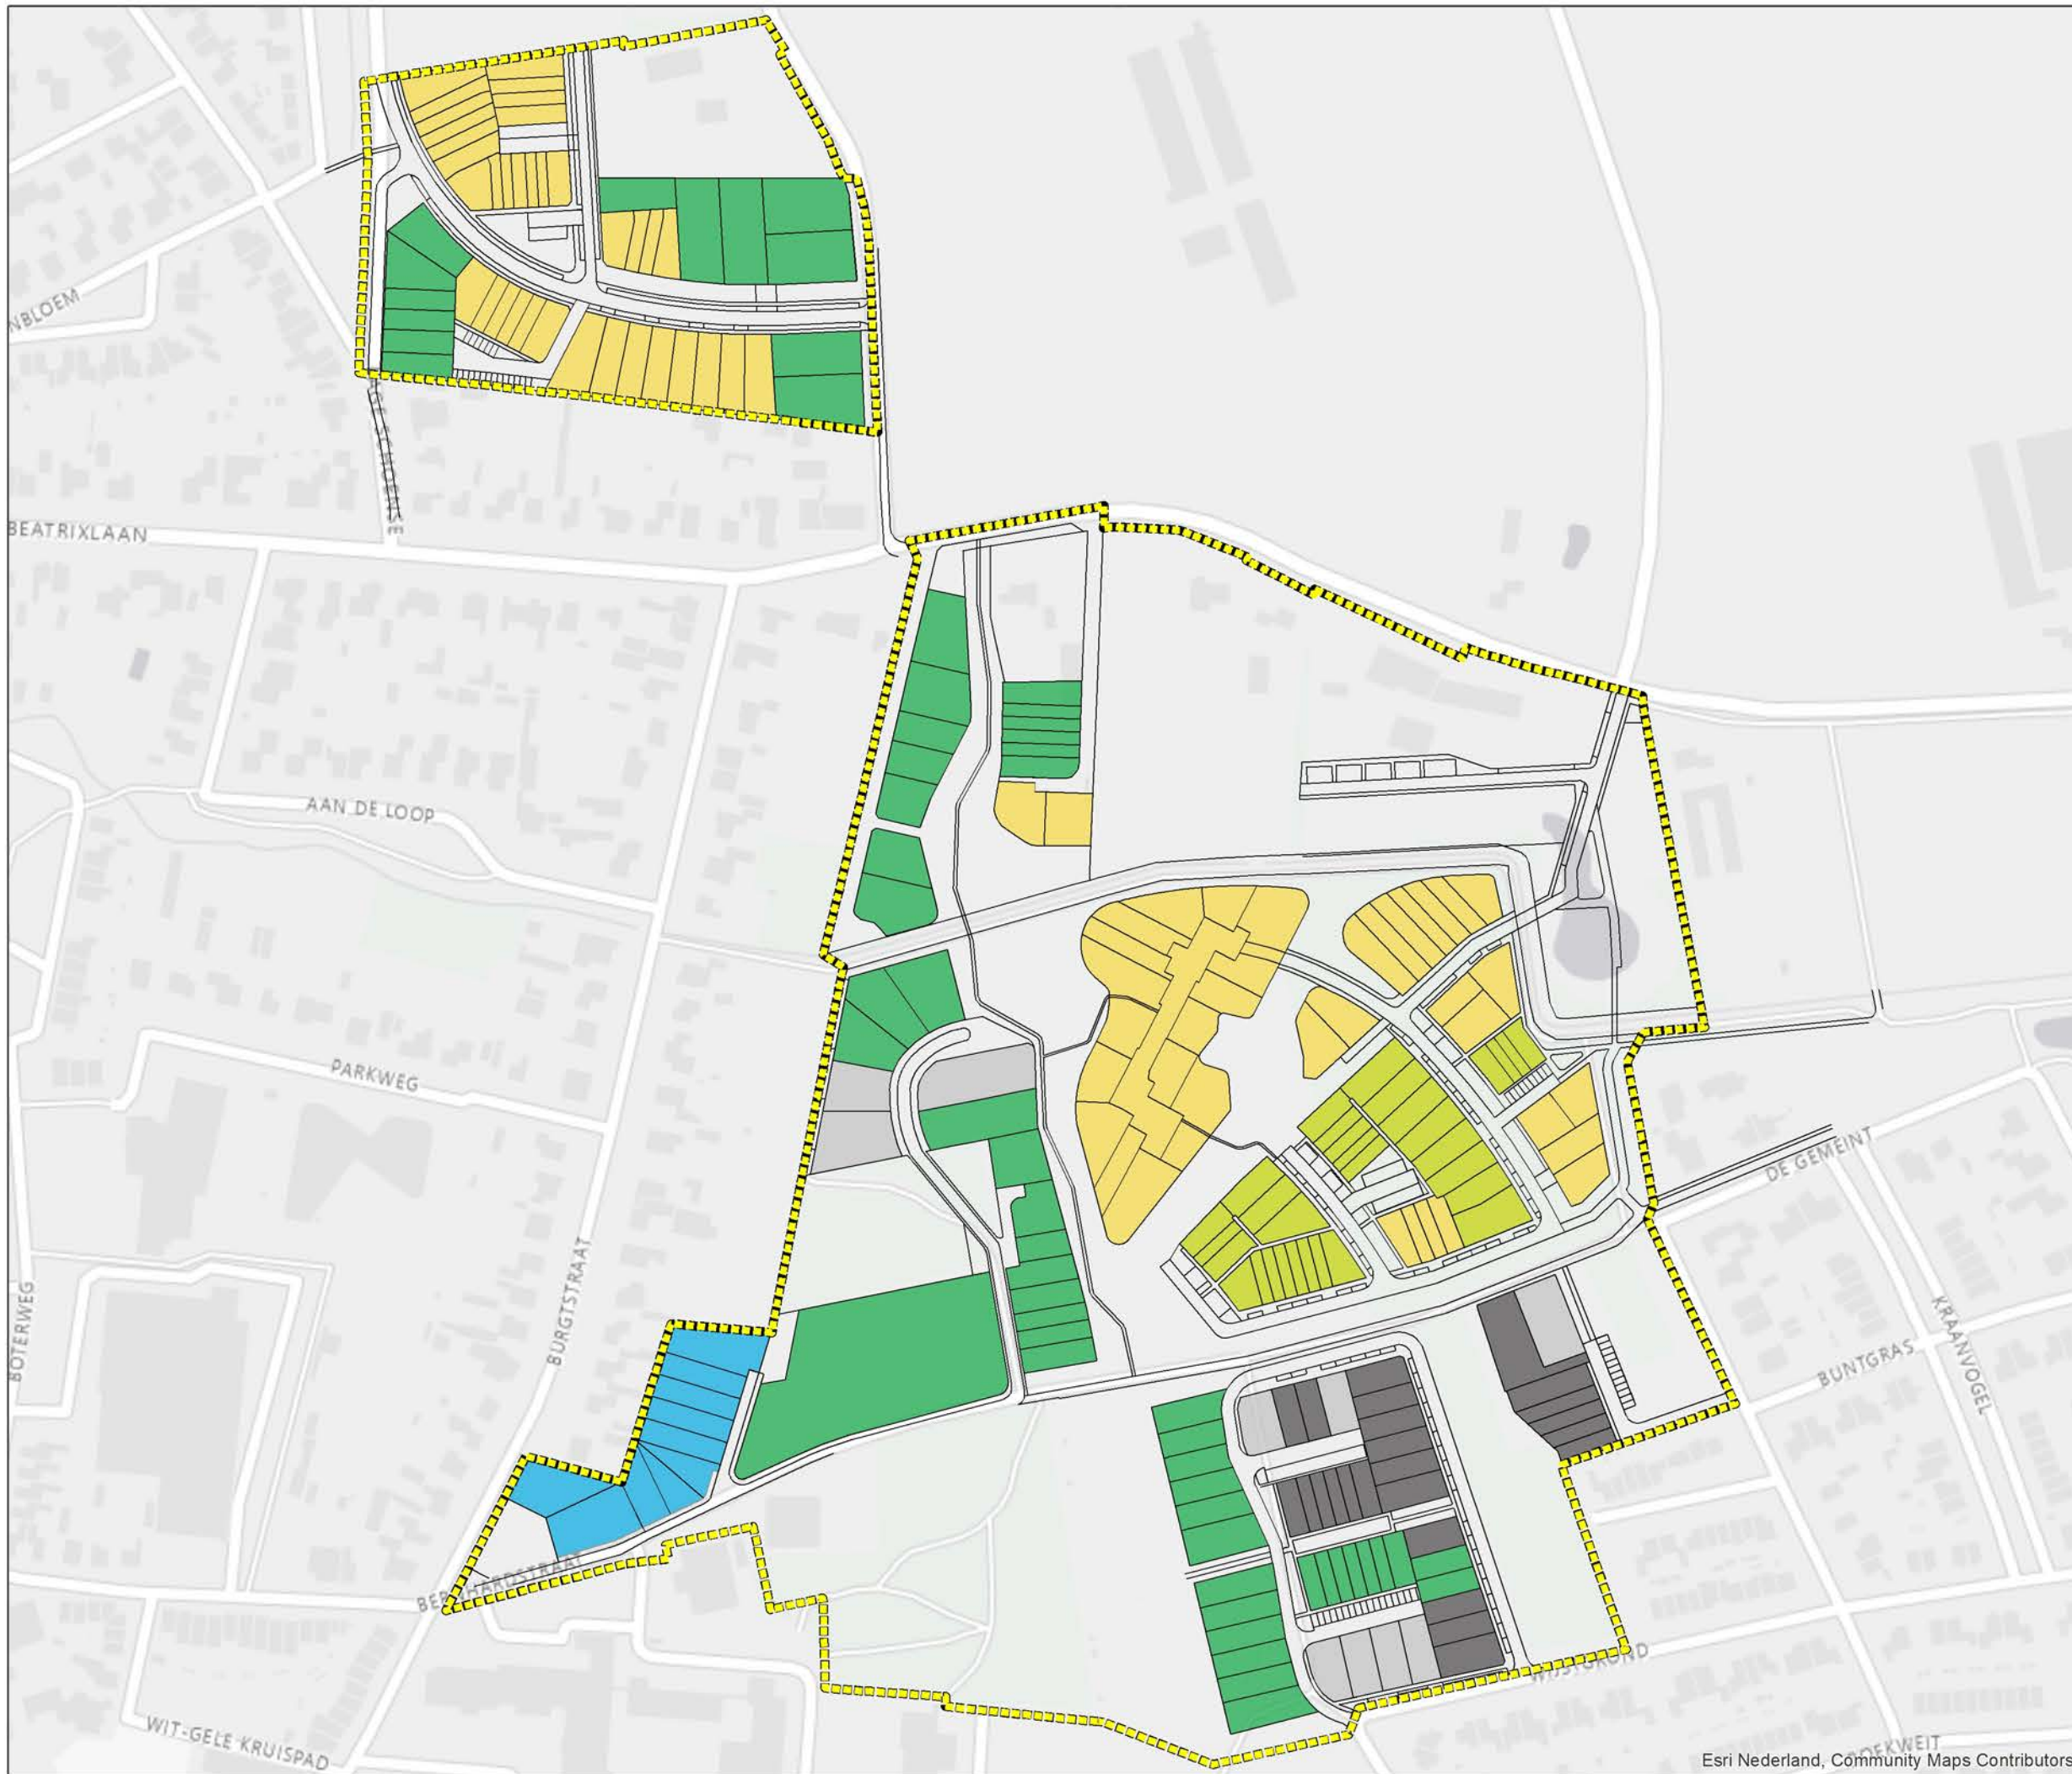 BEATRIXLAAN
AAN DE LOOP
PARKWEG
DE GEMEINT
BURGTSTRAAT
BOTERWEG
KRAANVOGEL
BUNTGRAS
WIT-GELE KRUISPAD
Esri Nederland, Community Maps Contributors